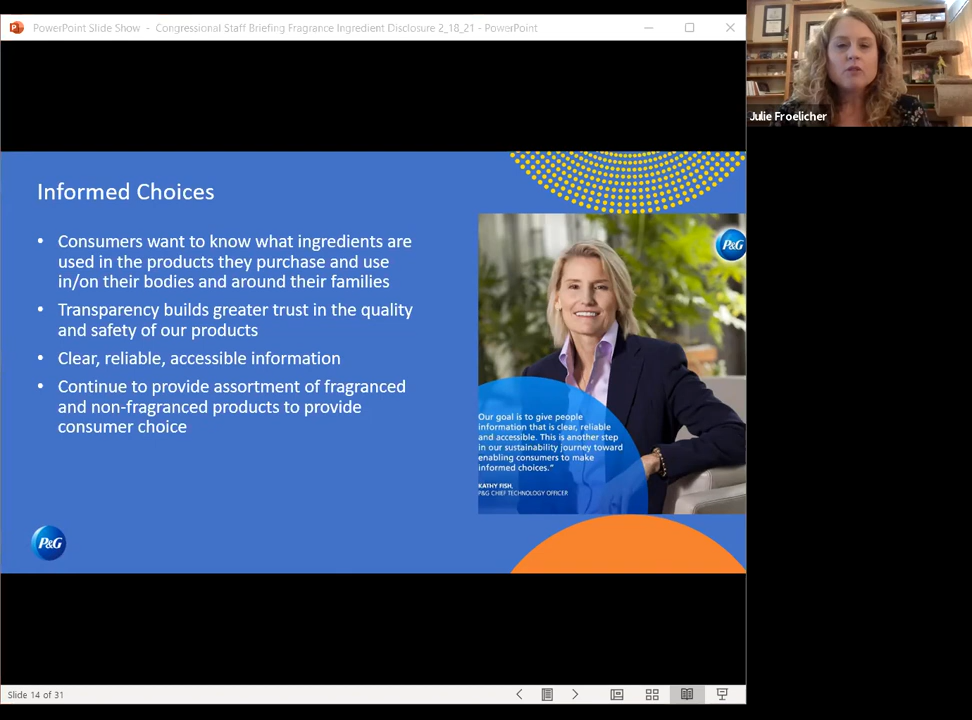 PowerPoint Slide Show - Congressional Staff Briefing Fragrance Ingredient Disclosure 2_18_21 - PowerPoint
Julie Froelicher
Informed Choices
• Consumers want to know what ingredients are
used in the products they purchase and use
in/on their bodies and around their families
• Transparency builds greater trust in the quality
and safety of our products
• Clear, reliable, accessible information
• Continue to provide assortment of fragranced
and non-fragranced products to provide
consumer choice
P&G
Our goal is to give people
information that is clear, reliable
and accessible. This is another step
in our sustainability journey toward
enabling consumers to make
informed choices."
KATHY FISH,
P&G CHIEF TECHNOLOGY OFFICER
P&G
Slide 14 of 31